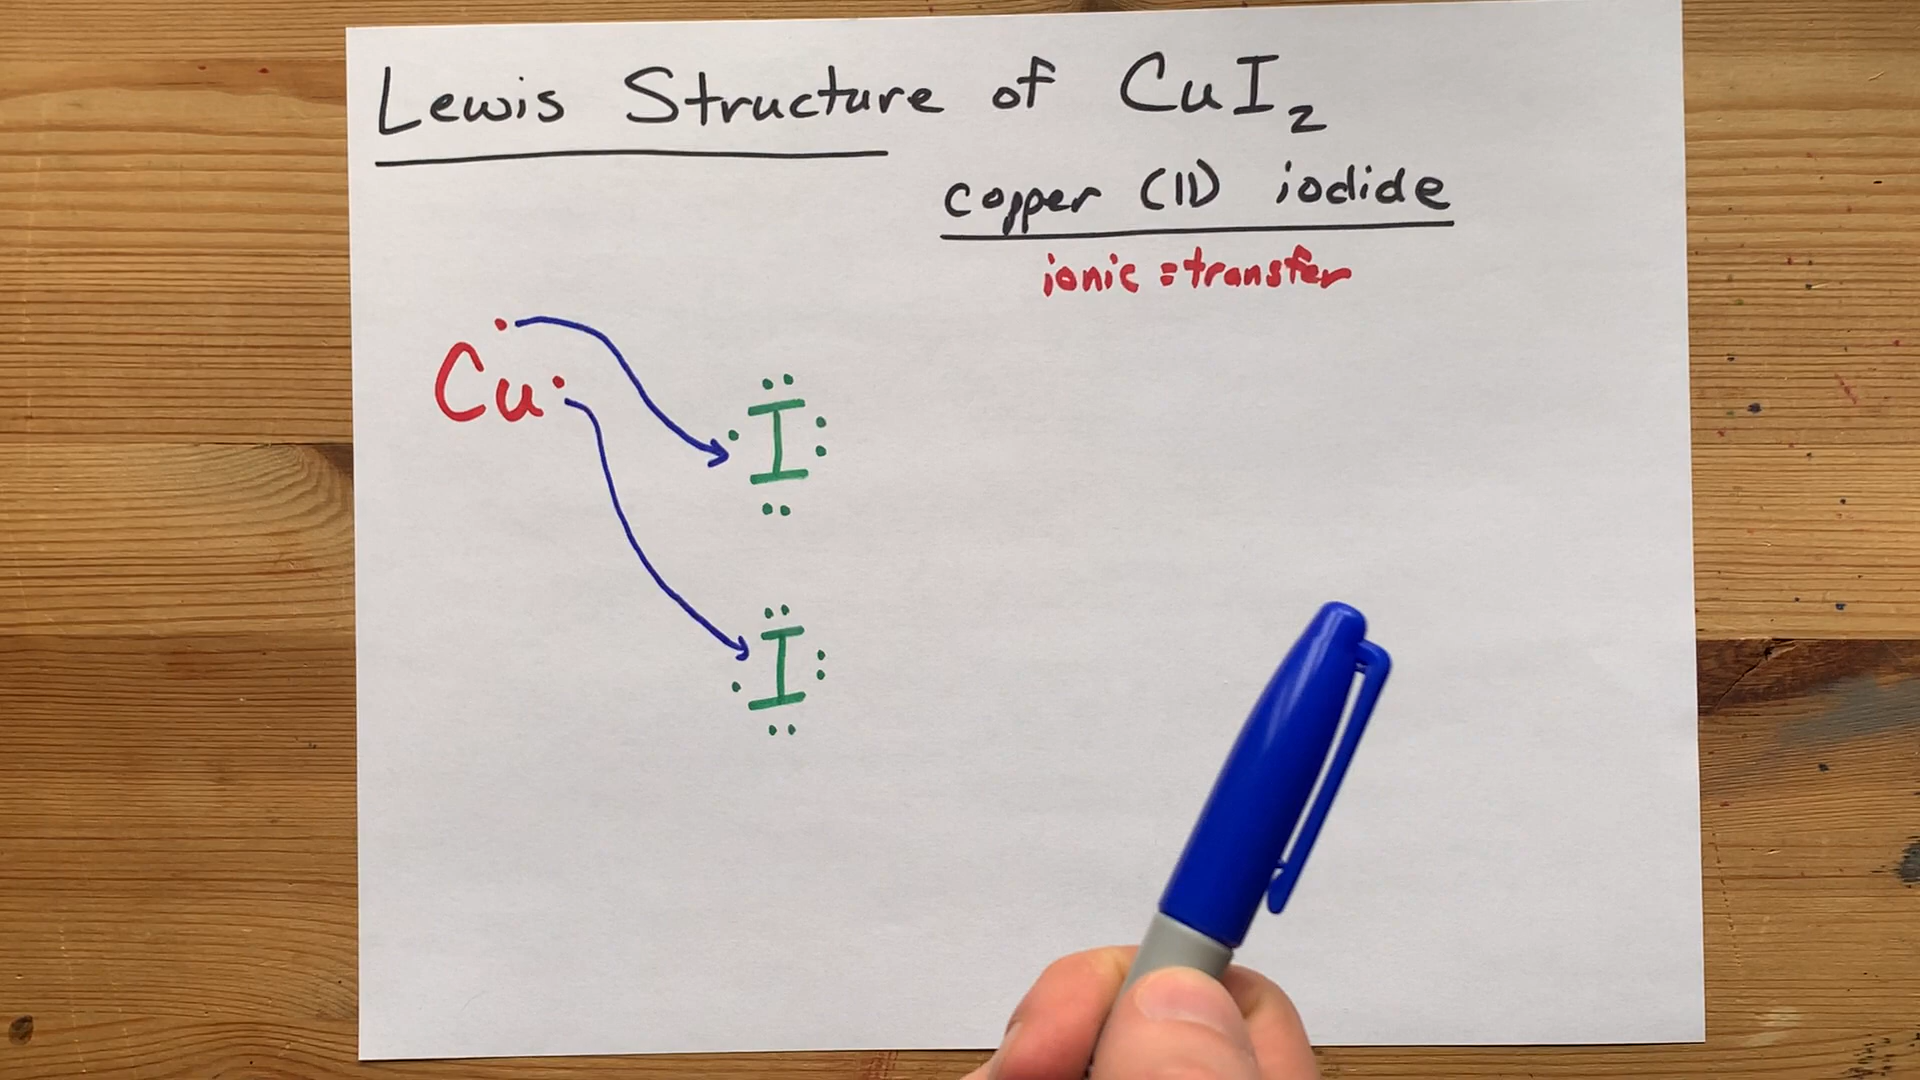 Lewis Structure of CuI₂
copper (II) iodide
ionic = transfer
Cu
I
I